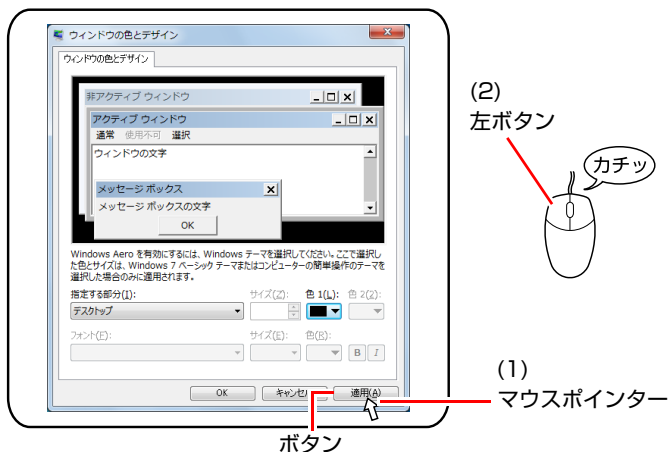 ウィンドウの色とデザイン
ウィンドウの色とデザイン
非アクティブ ウィンドウ
アクティブ ウィンドウ
通常 使用不可 選択
ウィンドウの文字
メッセージ ボックス
メッセージ ボックスの文字
OK
Windows Aero を有効にするには、Windows テーマを選択してください。ここで選択し
た色とサイズは、Windows 7 ベーシック テーマまたはコンピューターの簡単操作のテーマを
選択した場合のみに適用されます。
指定する部分(I): サイズ(Z): 色 1(L): 色 2(2):
デスクトップ
フォント(F): サイズ(E): 色(R):
B I
OK キャンセル 適用(A)
ボタン
(2)
左ボタン
カチッ
(1)
マウスポインター